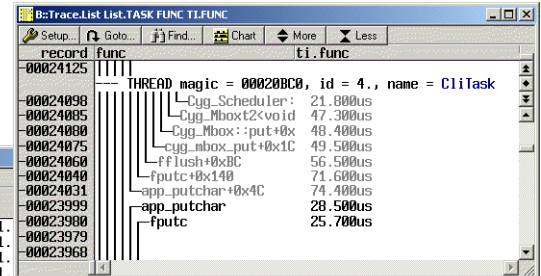 B::Trace.List List.TASK FUNC TI.FUNC
Setup... Goto... Find... Chart More Less
record func ti.func
-00024125
--- THREAD magic = 00020BC0, id = 4., name = CliTask
-00024098 Cyg_Scheduler: 21.800us
-00024085 Cyg_Mboxt2<void 47.300us
-00024080 Cyg_Mbox::put+0x 48.400us
-00024075 cyg_mbox_put+0x1C 49.500us
-00024060 fflush+0xBC 56.500us
-00024040 fputc+0x140 71.600us
-00024031 app_putchar+0x4C 74.400us
-00023999 app_putchar 28.500us
-00023980 fputc 25.700us
-00023979
-00023968
1.
1.
1.